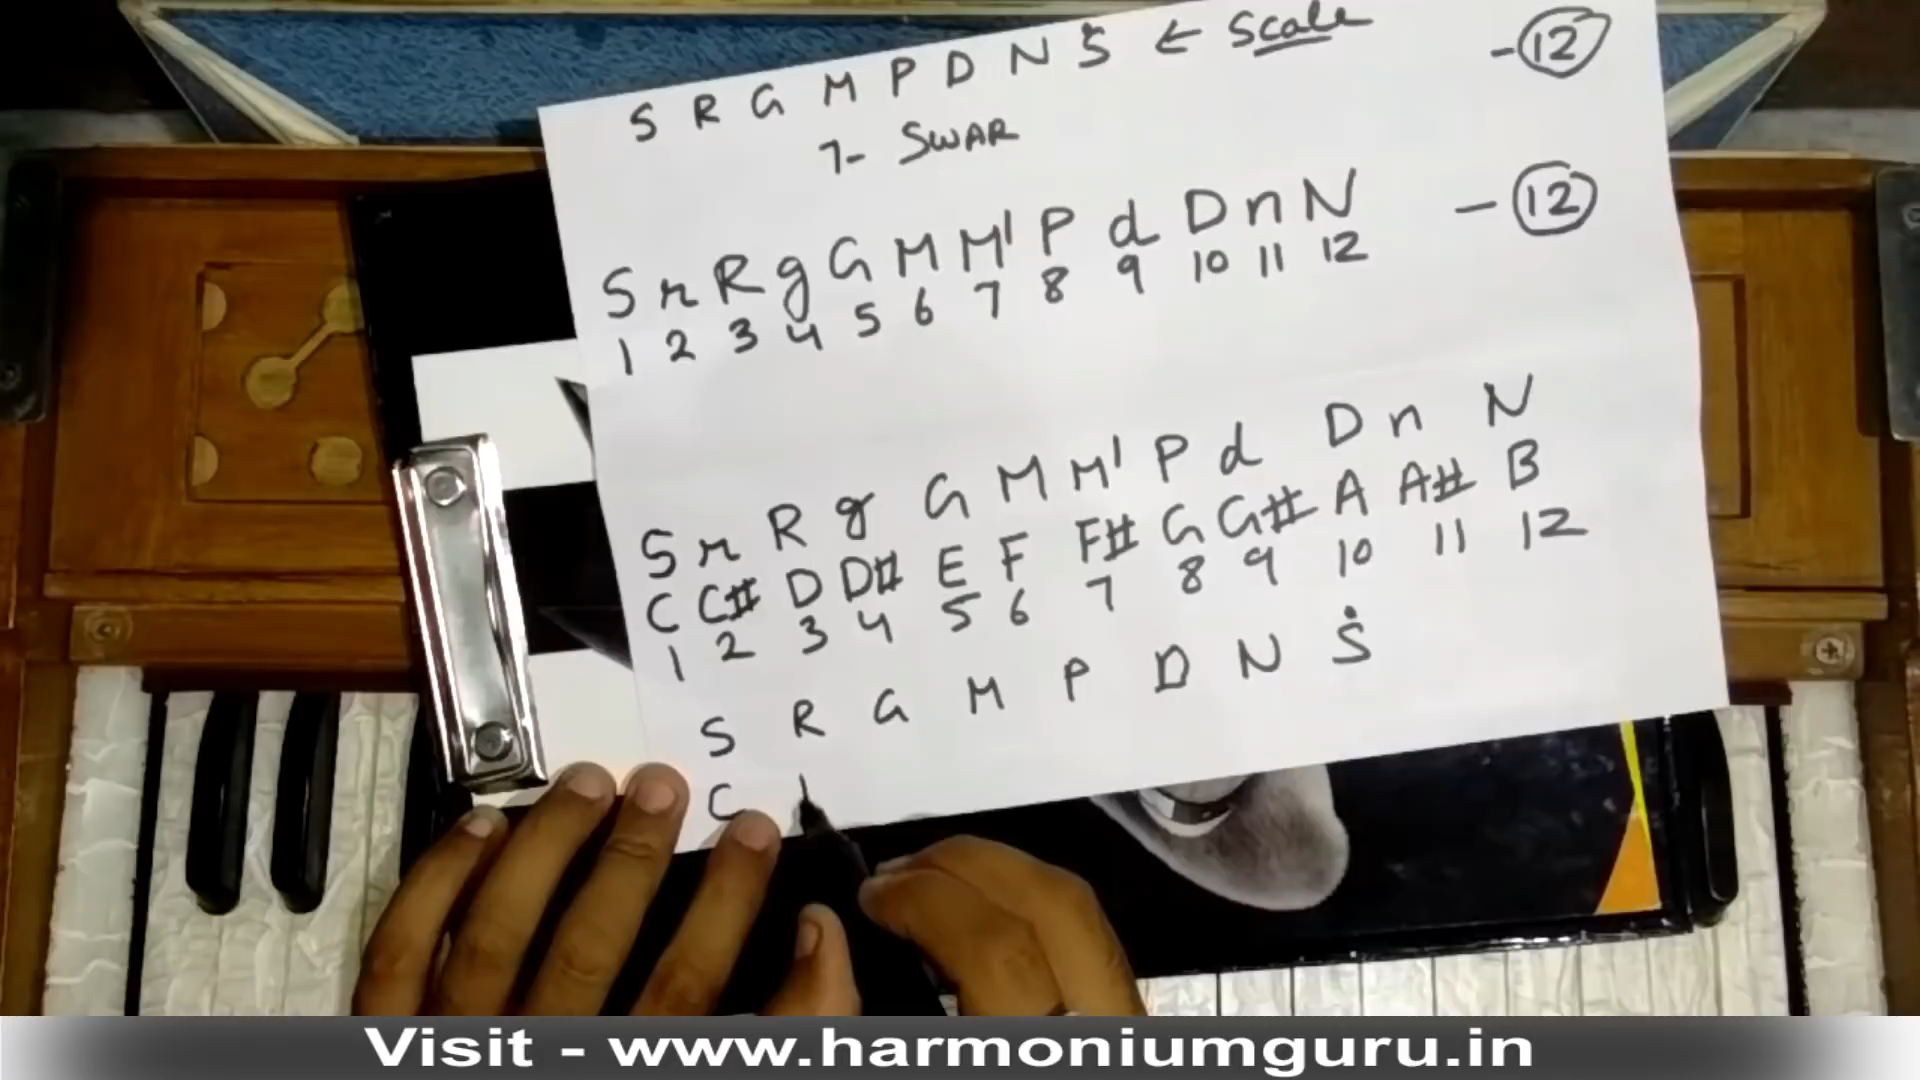 S R G M P D N Ṡ ← Scale -12
7- SWAR
S r R g G M M' P d D n N - 12
1 2 3 4 5 6 7 8 9 10 11 12
S r R g G M M' P d D n N
C C# D D# E F F# G G# A A# B
1 2 3 4 5 6 7 8 9 10 11 12
S R G M P D N Ṡ
C
Visit - www.harmoniumguru.in